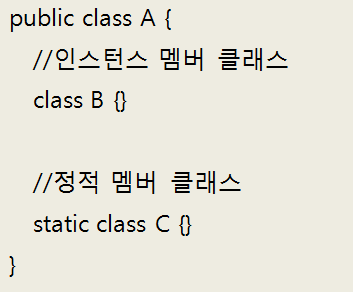 public class A {
//인스턴스 멤버 클래스
class B {}
//정적 멤버 클래스
static class C {}
}